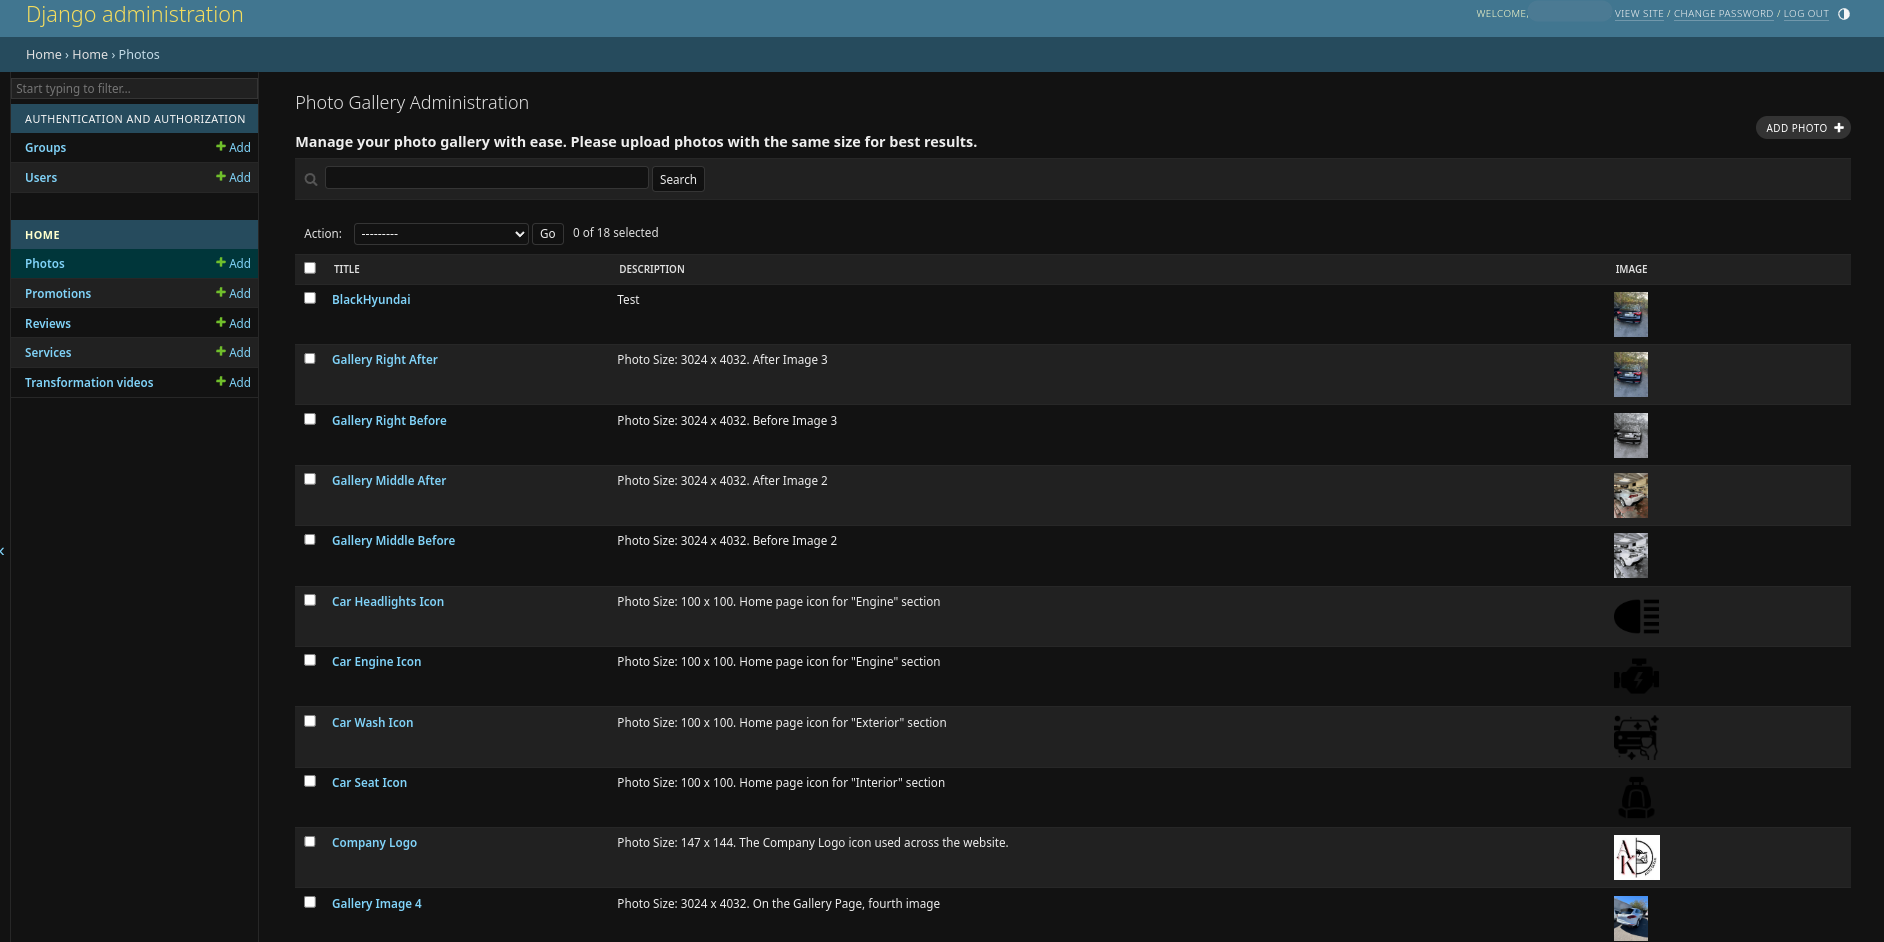 Django administration
WELCOME, VIEW SITE / CHANGE PASSWORD / LOG OUT
Home › Home › Photos
Start typing to filter...
AUTHENTICATION AND AUTHORIZATION
Groups + Add
Users + Add
HOME
Photos + Add
Promotions + Add
Reviews + Add
Services + Add
Transformation videos + Add
Photo Gallery Administration
ADD PHOTO +
Manage your photo gallery with ease. Please upload photos with the same size for best results.
Search
Action: --------- Go 0 of 18 selected
TITLE DESCRIPTION IMAGE
BlackHyundai Test
Gallery Right After Photo Size: 3024 x 4032. After Image 3
Gallery Right Before Photo Size: 3024 x 4032. Before Image 3
Gallery Middle After Photo Size: 3024 x 4032. After Image 2
Gallery Middle Before Photo Size: 3024 x 4032. Before Image 2
Car Headlights Icon Photo Size: 100 x 100. Home page icon for "Engine" section
Car Engine Icon Photo Size: 100 x 100. Home page icon for "Engine" section
Car Wash Icon Photo Size: 100 x 100. Home page icon for "Exterior" section
Car Seat Icon Photo Size: 100 x 100. Home page icon for "Interior" section
Company Logo Photo Size: 147 x 144. The Company Logo icon used across the website.
Gallery Image 4 Photo Size: 3024 x 4032. On the Gallery Page, fourth image